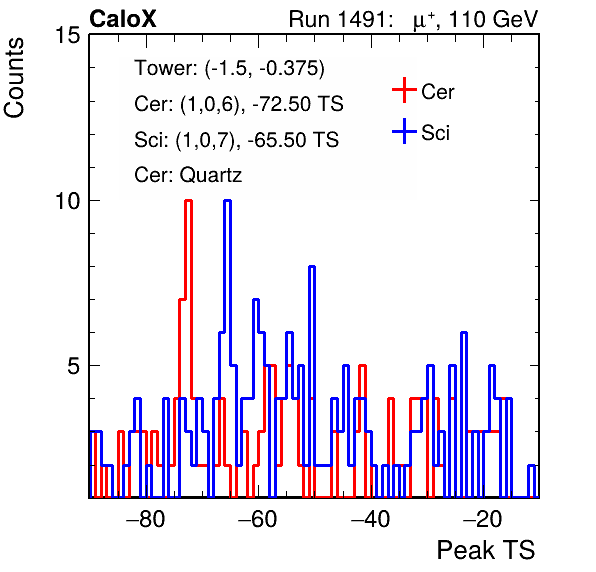 CaloX Run 1491: μ⁺, 110 GeV
Counts
15
Tower: (-1.5, -0.375)
Cer: (1,0,6), -72.50 TS
Sci: (1,0,7), -65.50 TS
Cer: Quartz
Cer
Sci
10
5
−80 −60 −40 −20
Peak TS